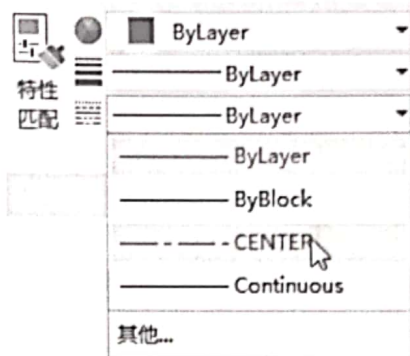 ByLayer
特性
匹配
ByLayer
ByLayer
ByLayer
ByBlock
CENTER
Continuous
其他...